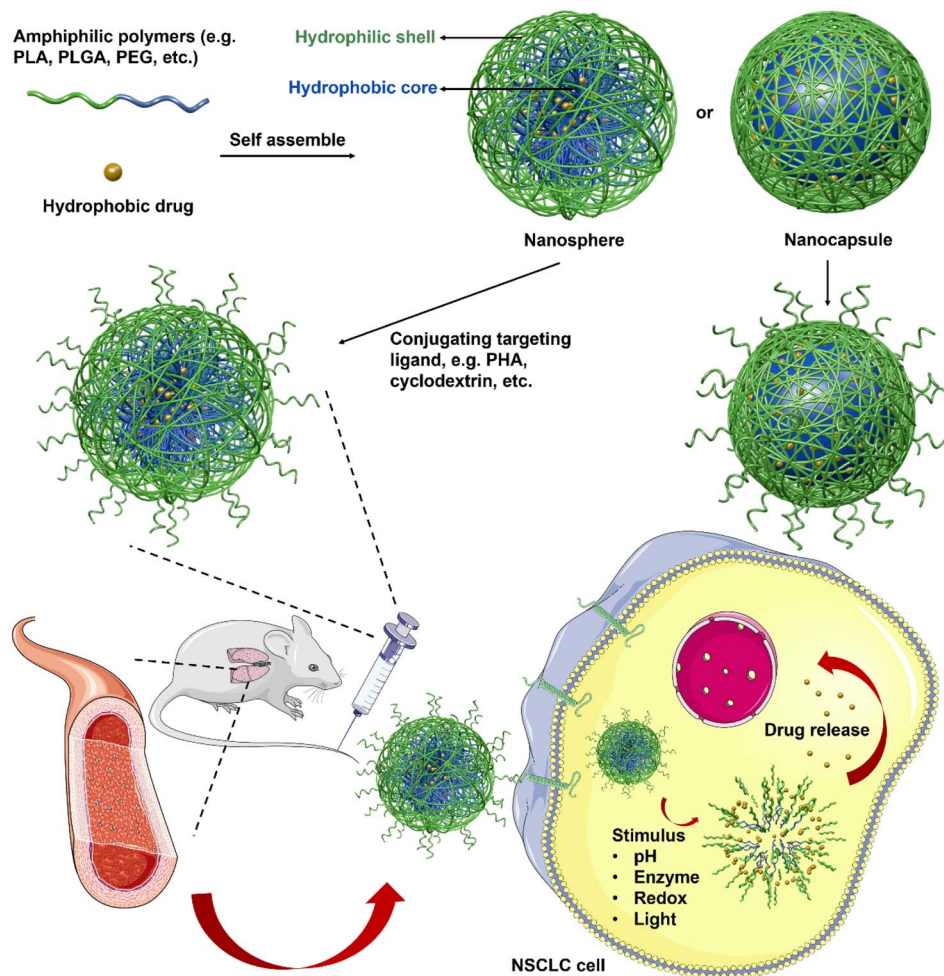 Amphiphilic polymers (e.g.
PLA, PLGA, PEG, etc.)
Hydrophilic shell
Hydrophobic core
Self assemble
or
Hydrophobic drug
Nanosphere
Nanocapsule
Conjugating targeting
ligand, e.g. PHA,
cyclodextrin, etc.
Drug release
Stimulus
• pH
• Enzyme
• Redox
• Light
NSCLC cell